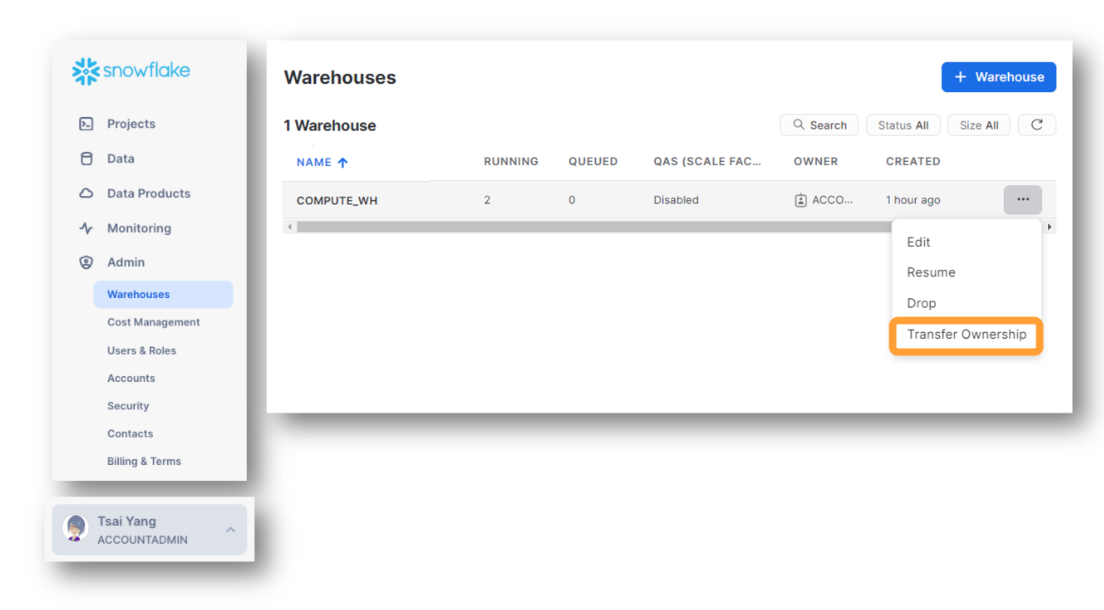 snowflake
Projects
Data
Data Products
Monitoring
Admin
Warehouses
Cost Management
Users & Roles
Accounts
Security
Contacts
Billing & Terms
Tsai Yang
ACCOUNTADMIN
Warehouses
+ Warehouse
1 Warehouse
Search Status All Size All
NAME RUNNING QUEUED QAS (SCALE FAC... OWNER CREATED
COMPUTE_WH 2 0 Disabled ACCO... 1 hour ago ...
Edit
Resume
Drop
Transfer Ownership